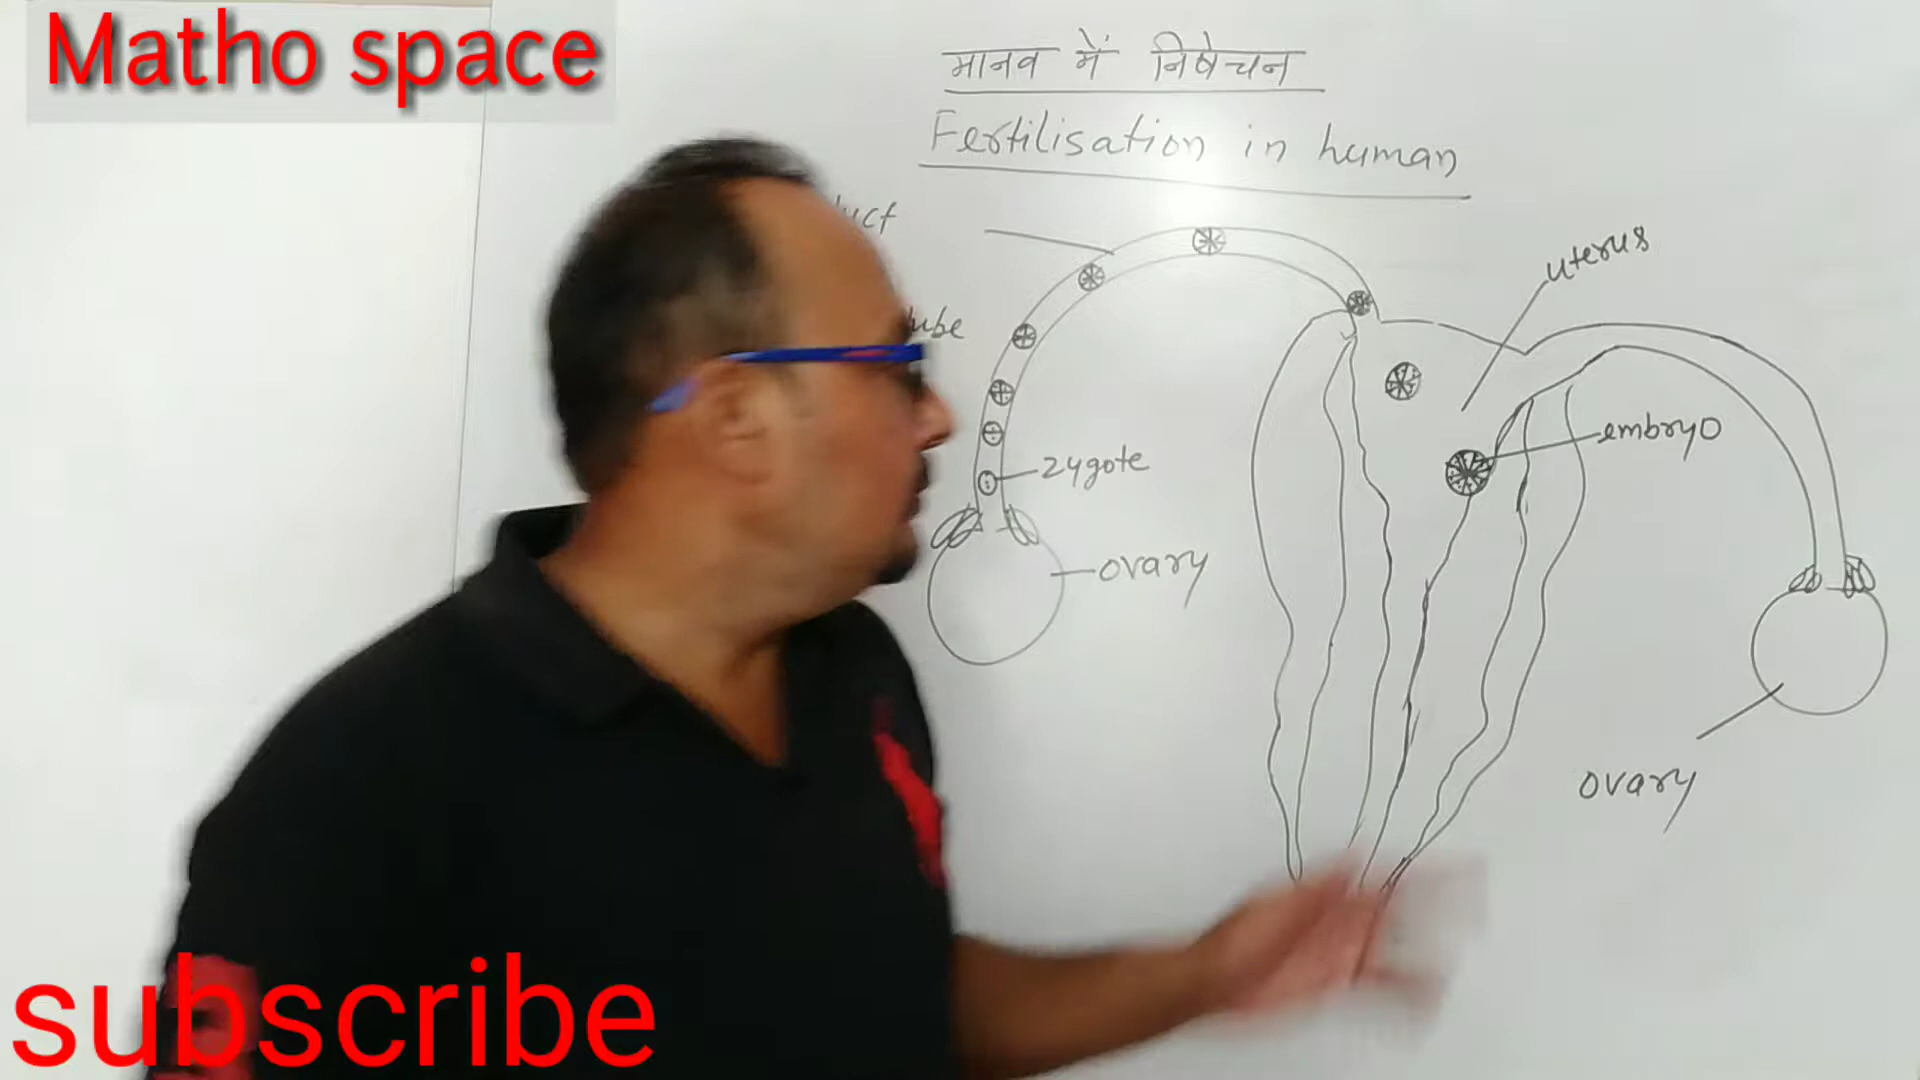 Matho space
मानव में निषेचन
Fertilisation in human
uterus
embryo
zygote
ovary
ovary
subscribe